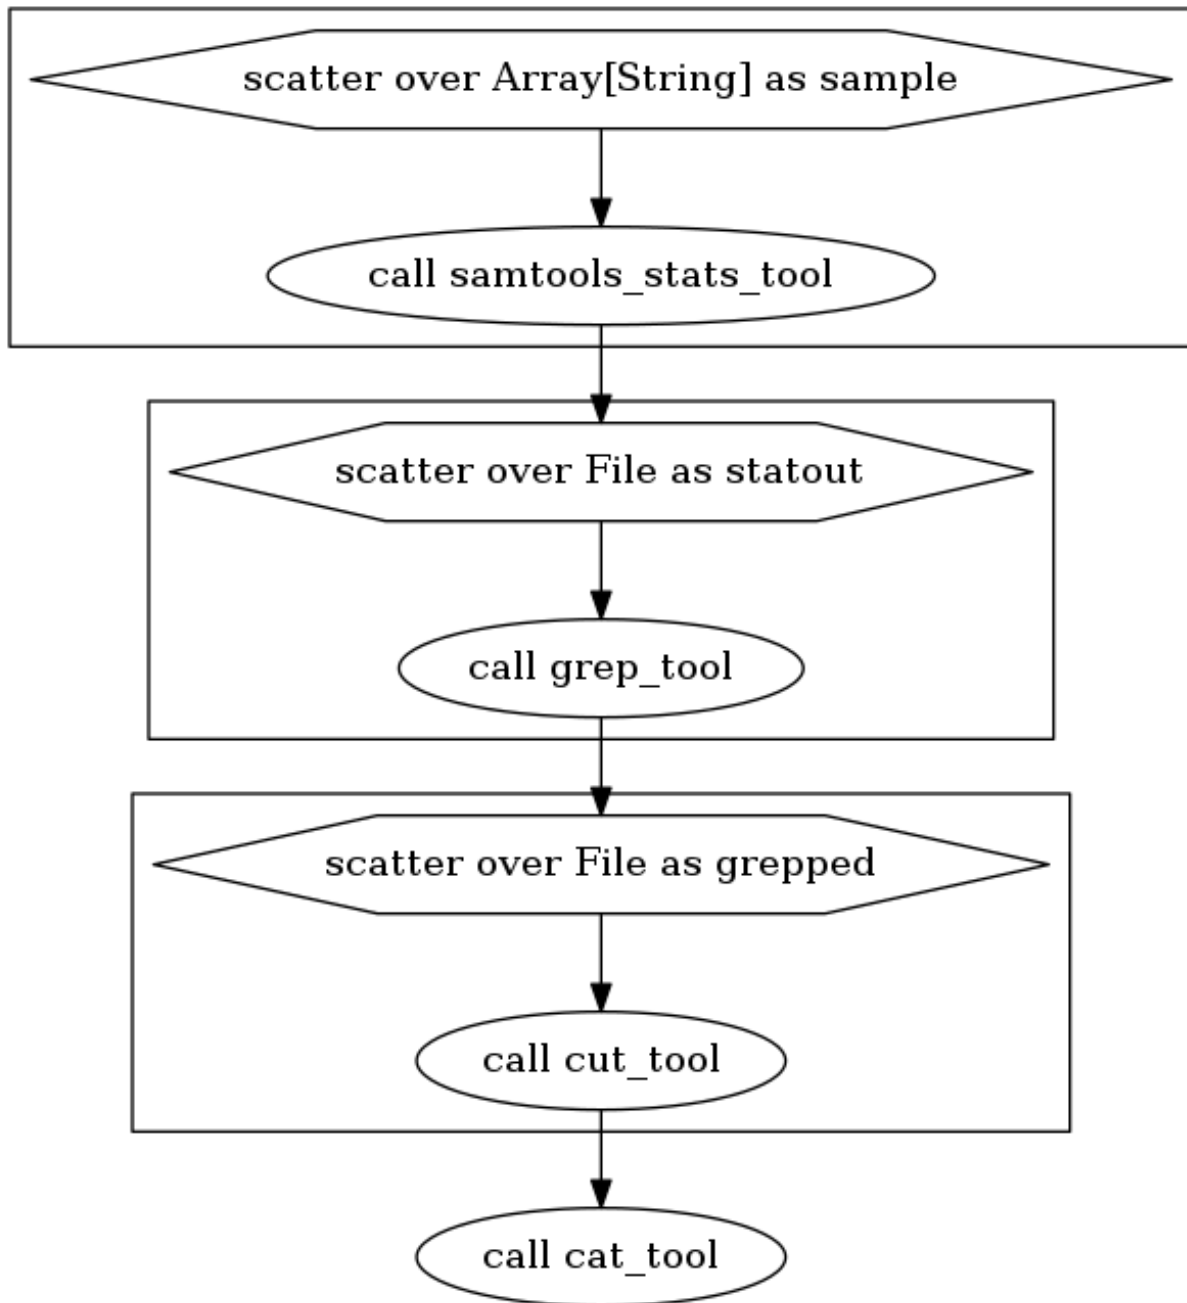 scatter over Array[String] as sample
call samtools_stats_tool
scatter over File as statout
call grep_tool
scatter over File as grepped
call cut_tool
call cat_tool